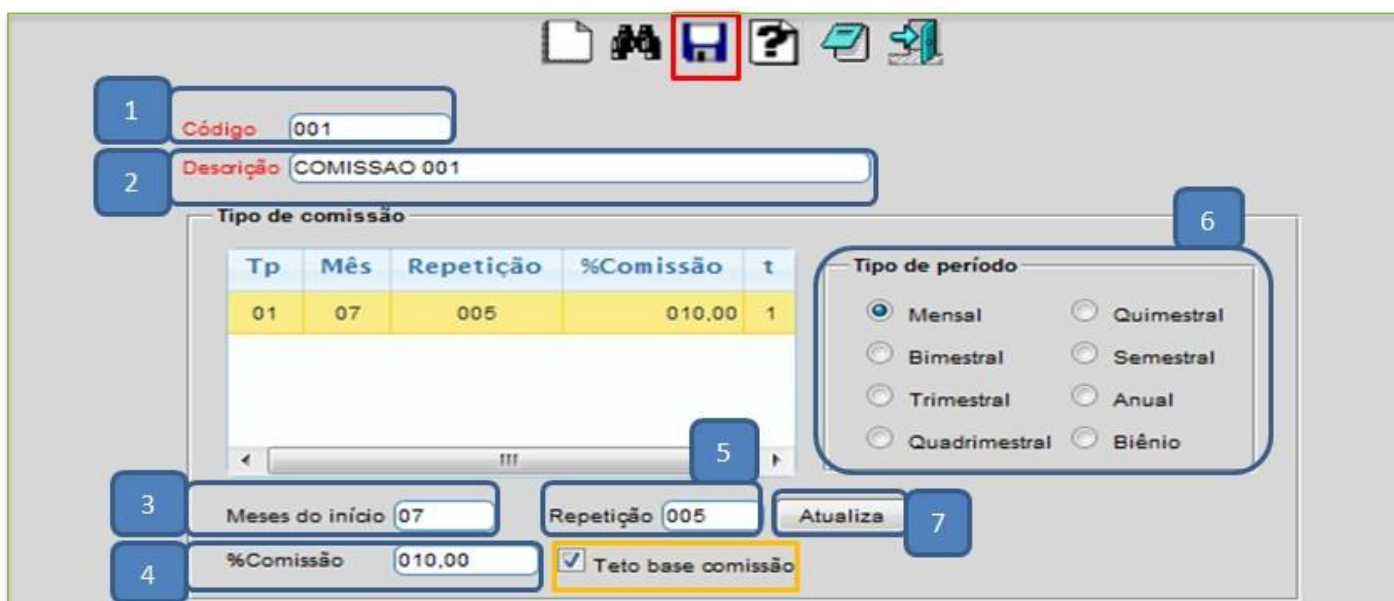 1
Código 001
2
Descrição COMISSAO 001
Tipo de comissão
6
Tp Mês Repetição %Comissão t
01 07 005 010,00 1
Tipo de período
Mensal Quimestral
Bimestral Semestral
Trimestral Anual
Quadrimestral Biênio
5
3
Meses do início 07 Repetição 005 Atualiza 7
4
%Comissão 010,00 Teto base comissão